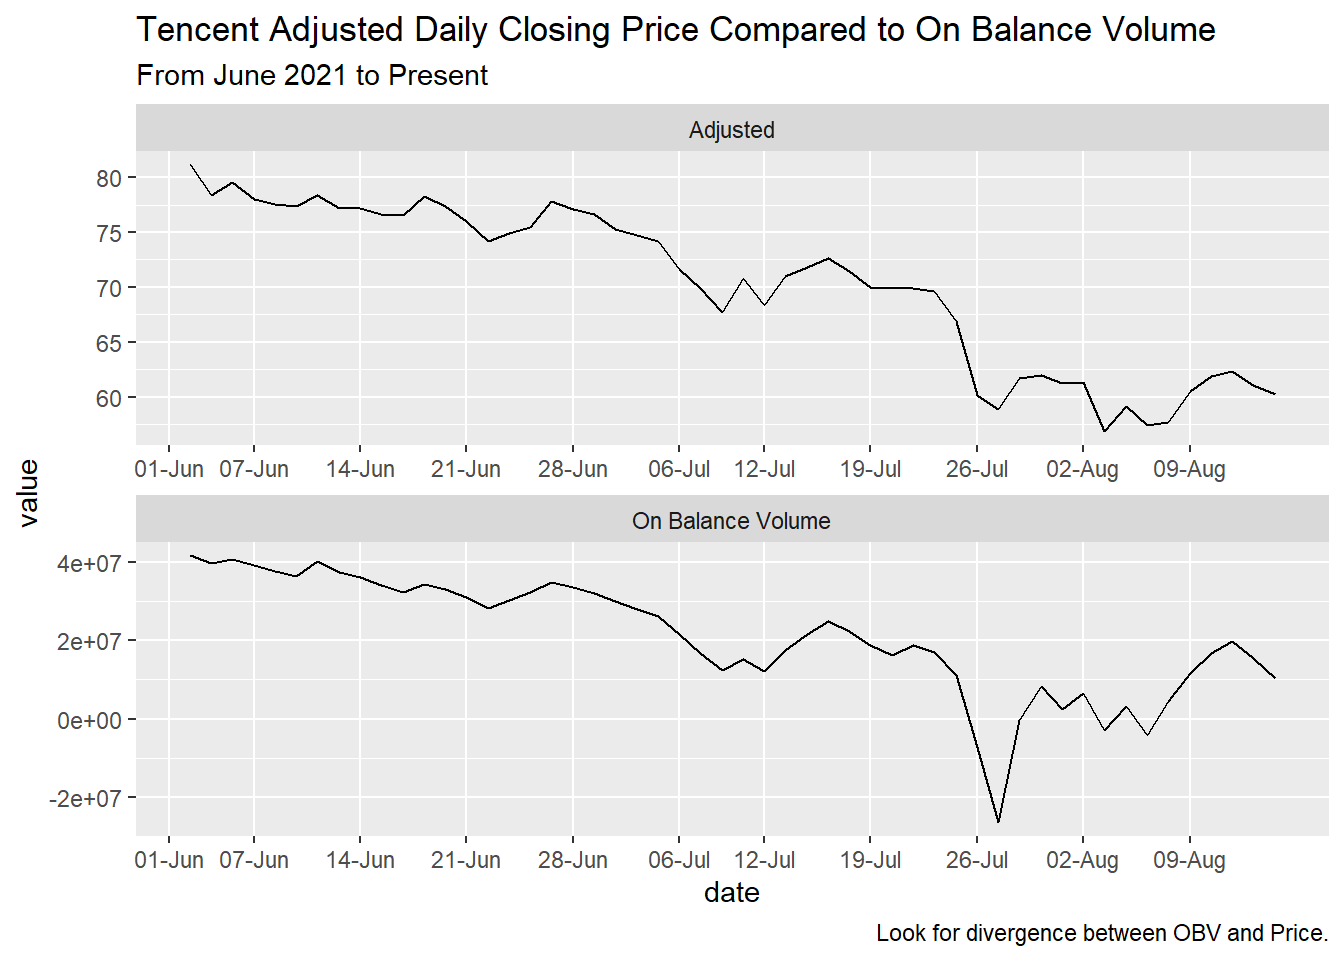 Tencent Adjusted Daily Closing Price Compared to On Balance Volume
From June 2021 to Present
Adjusted
80
75
70
65
60
01-Jun 07-Jun 14-Jun 21-Jun 28-Jun 06-Jul 12-Jul 19-Jul 26-Jul 02-Aug 09-Aug
value
On Balance Volume
4e+07
2e+07
0e+00
-2e+07
01-Jun 07-Jun 14-Jun 21-Jun 28-Jun 06-Jul 12-Jul 19-Jul 26-Jul 02-Aug 09-Aug
date
Look for divergence between OBV and Price.